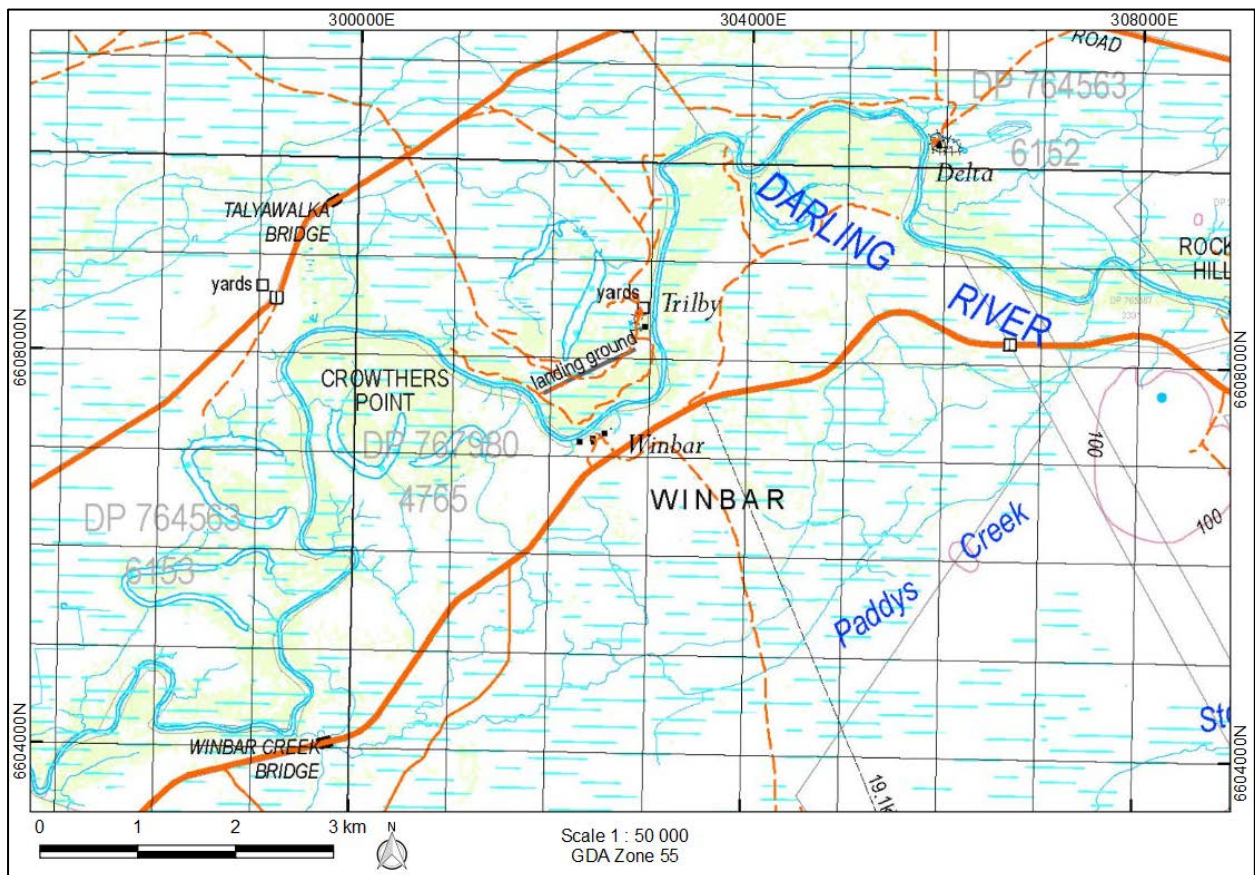 300000E
304000E
308000E
ROAD
DP 764563
6152
Delta
TALYAWALKA
BRIDGE
DARLING
ROCK
HILL
yards
yards
Trilby
RIVER
6608000N
landing ground
6608000N
CROWTHERS
POINT
DP 767980
4765
Winbar
WINBAR
100
100
DP 764563
6153
Paddys Creek
WINBAR CREEK
BRIDGE
6604000N
6604000N
19.1k
0 1 2 3 km
N
Scale 1 : 50 000
GDA Zone 55